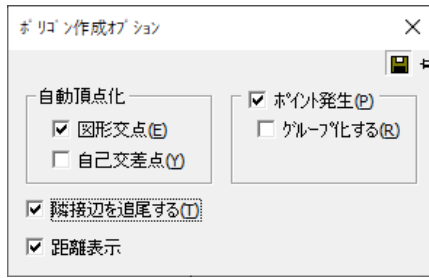 ﾎﾟﾘｺﾞﾝ作成ｵﾌﾟｼｮﾝ
自動頂点化
図形交点(E)
自己交差点(Y)
ﾎﾟｲﾝﾄ発生(P)
ｸﾞﾙｰﾌﾟ化する(R)
隣接辺を追尾する(T)
距離表示